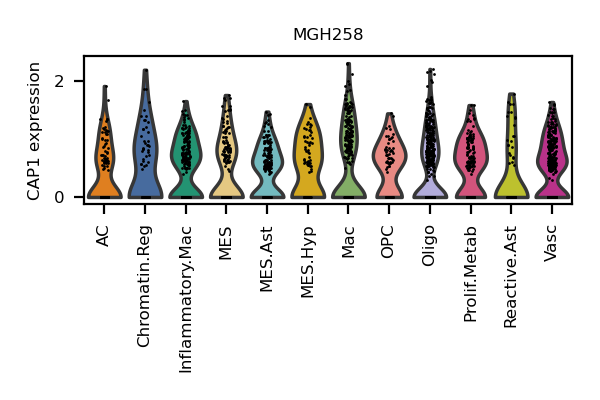 MGH258
CAP1 expression
2
0
AC
Chromatin.Reg
Inflammatory.Mac
MES
MES.Ast
MES.Hyp
Mac
OPC
Oligo
Prolif.Metab
Reactive.Ast
Vasc